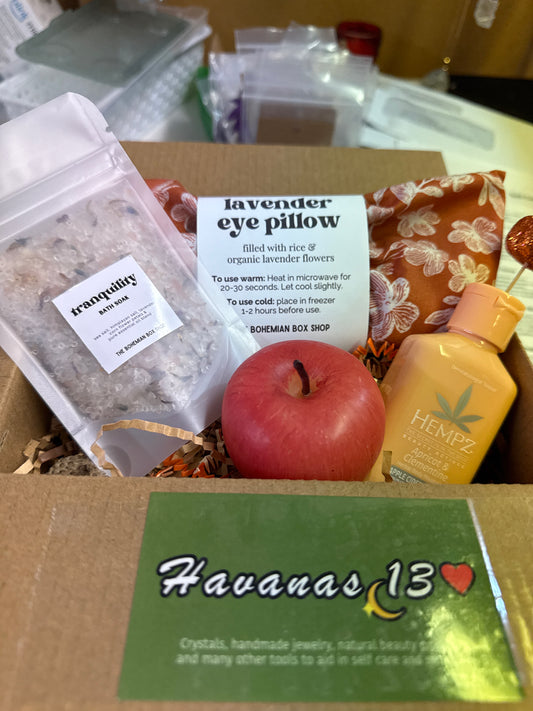 lavender
eye pillow
filled with rice &
organic lavender flowers
To use warm: Heat in microwave for
20-30 seconds. Let cool slightly.
To use cold: place in freezer
1-2 hours before use.
THE BOHEMIAN BOX SHOP
tranquility
BATH SOAK
THE BOHEMIAN BOX
HEMPZ
Apricot &
Clementine
APPLE CIDER
Havanas 13
Crystals, handmade jewelry, natural beauty
and many other tools to aid in self care and